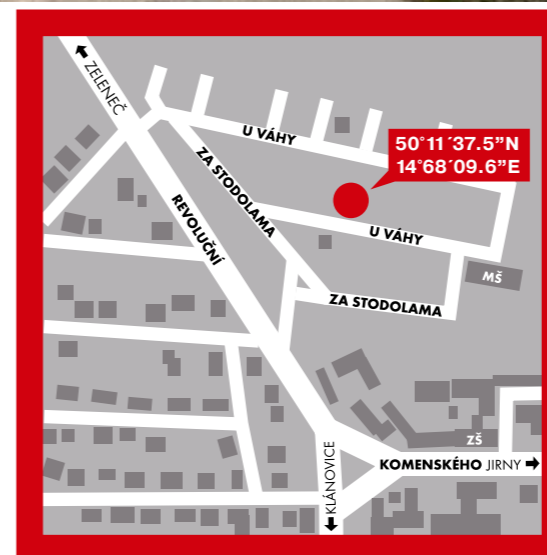 ZELENEČ
U VÁHY
50°11´37.5”N
14°68´09.6”E
ZA STODOLAMA
REVOLUČNÍ
U VÁHY
MŠ
ZA STODOLAMA
ZŠ
KOMENSKÉHO JIRNY
KLÁNOVICE